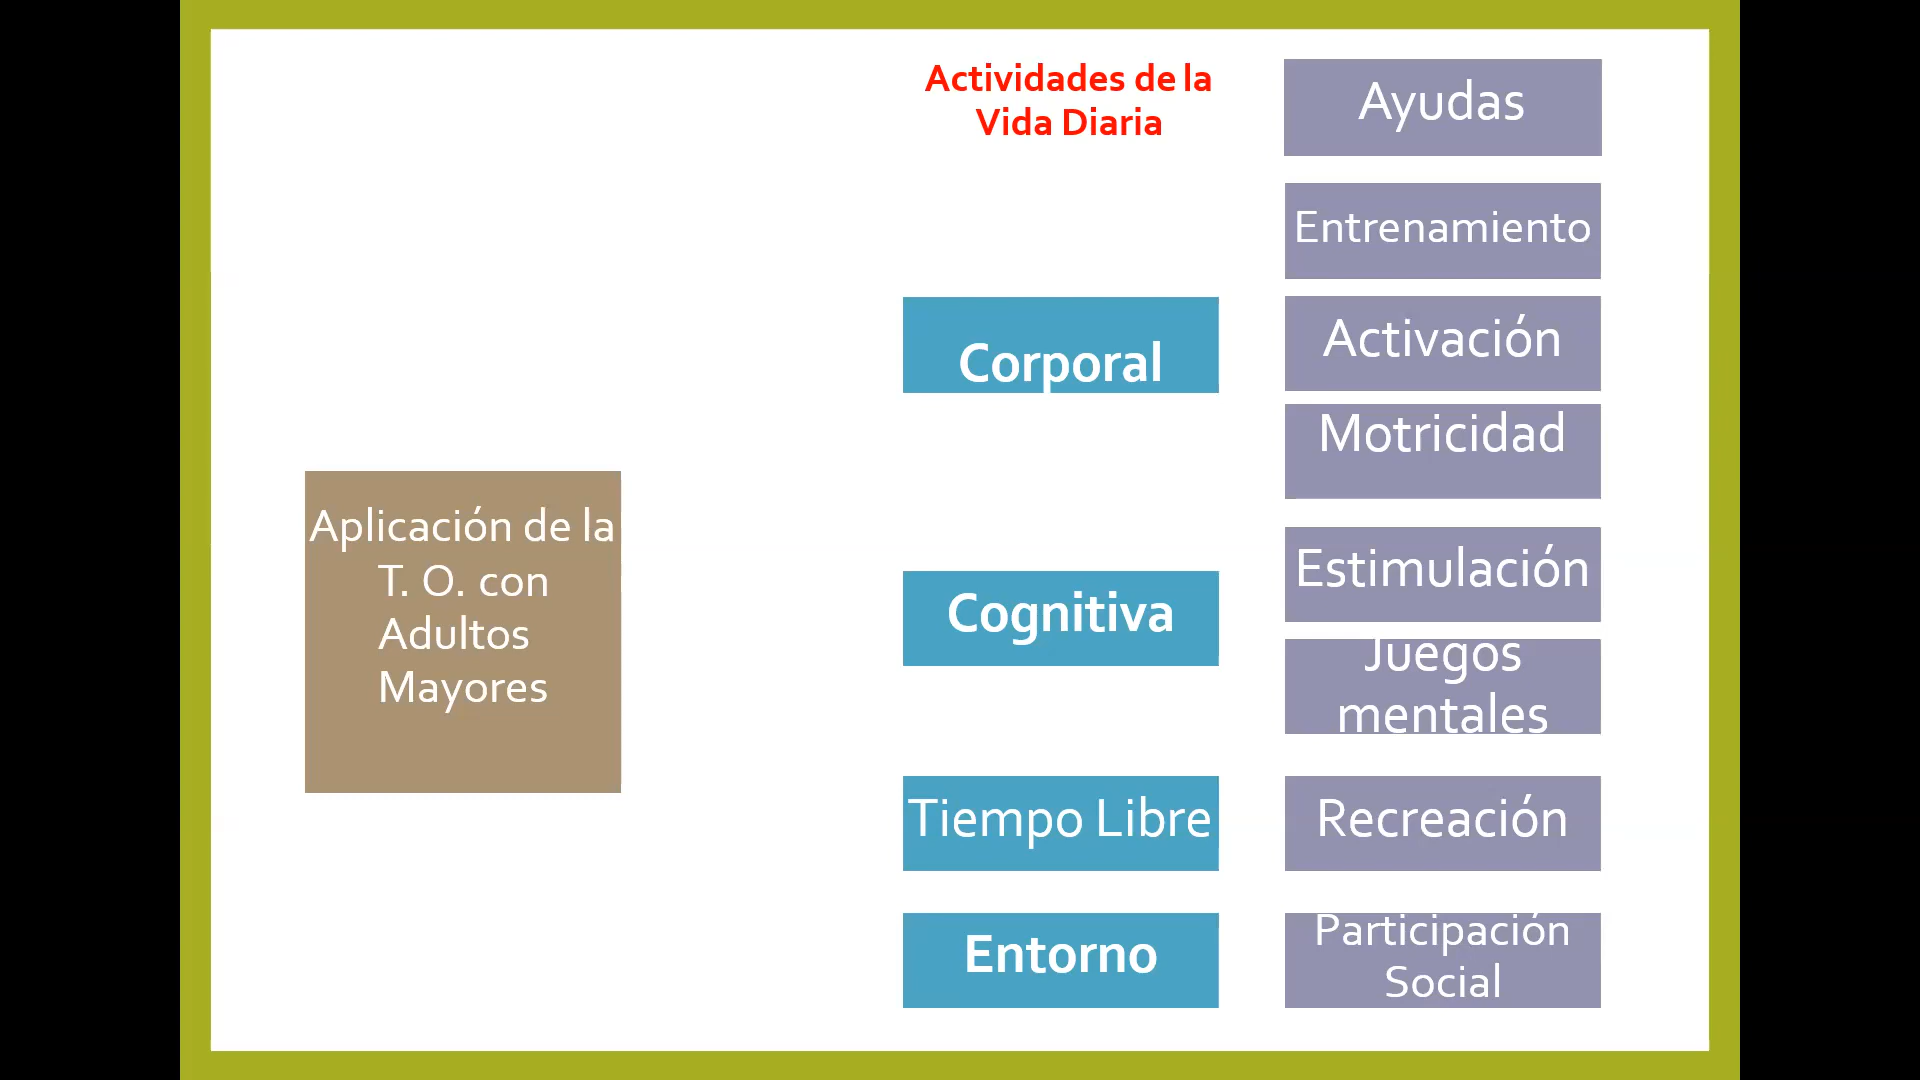 Aplicación de la
T. O. con
Adultos
Mayores
Actividades de la
Vida Diaria
Ayudas
Entrenamiento
Corporal
Activación
Motricidad
Cognitiva
Estimulación
Juegos
mentales
Tiempo Libre
Recreación
Entorno
Participación
Social